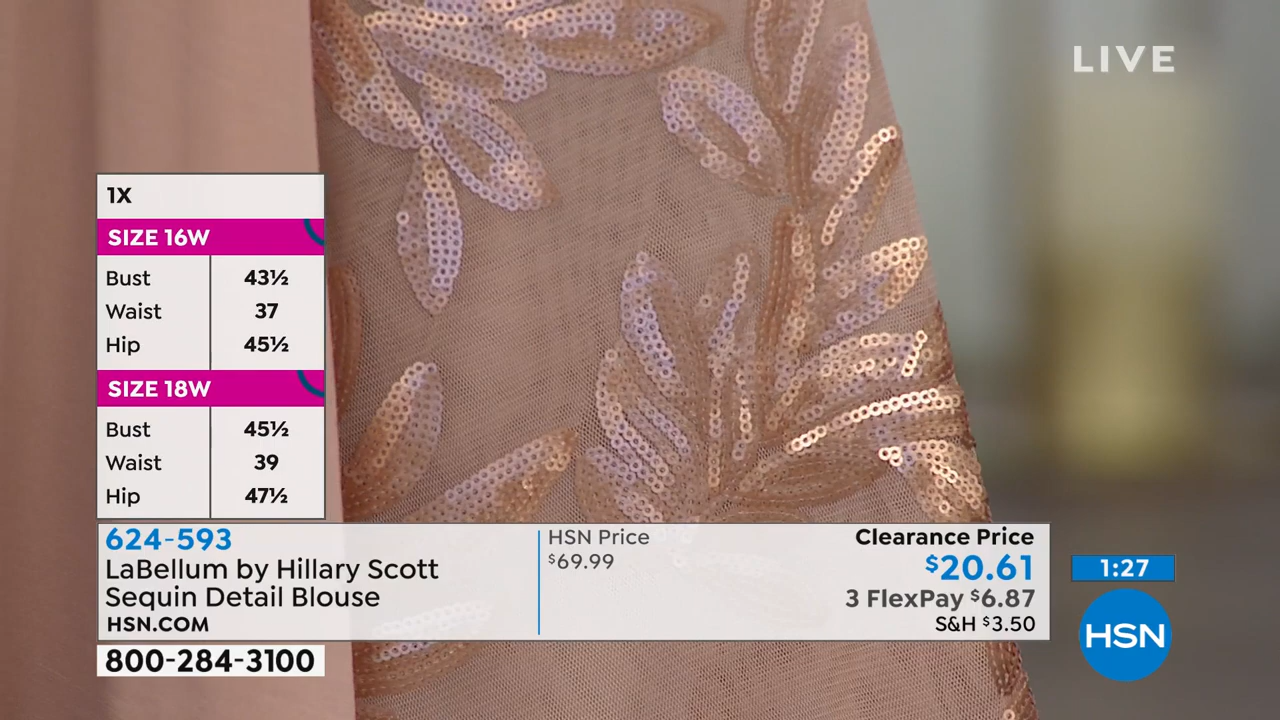 LIVE
1X
SIZE 16W
Bust 43½
Waist 37
Hip 45½
SIZE 18W
Bust 45½
Waist 39
Hip 47½
624-593
LaBellum by Hillary Scott
Sequin Detail Blouse
HSN.COM
800-284-3100
HSN Price
$69.99
Clearance Price
$20.61
3 FlexPay $6.87
S&H $3.50
1:27
HSN